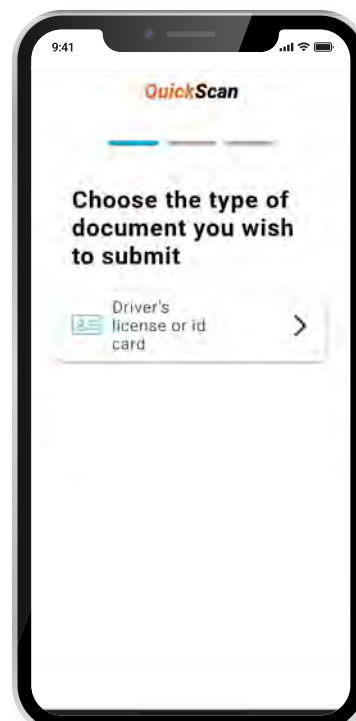 9:41
QuickScan
Choose the type of
document you wish
to submit
Driver's
license or id
card